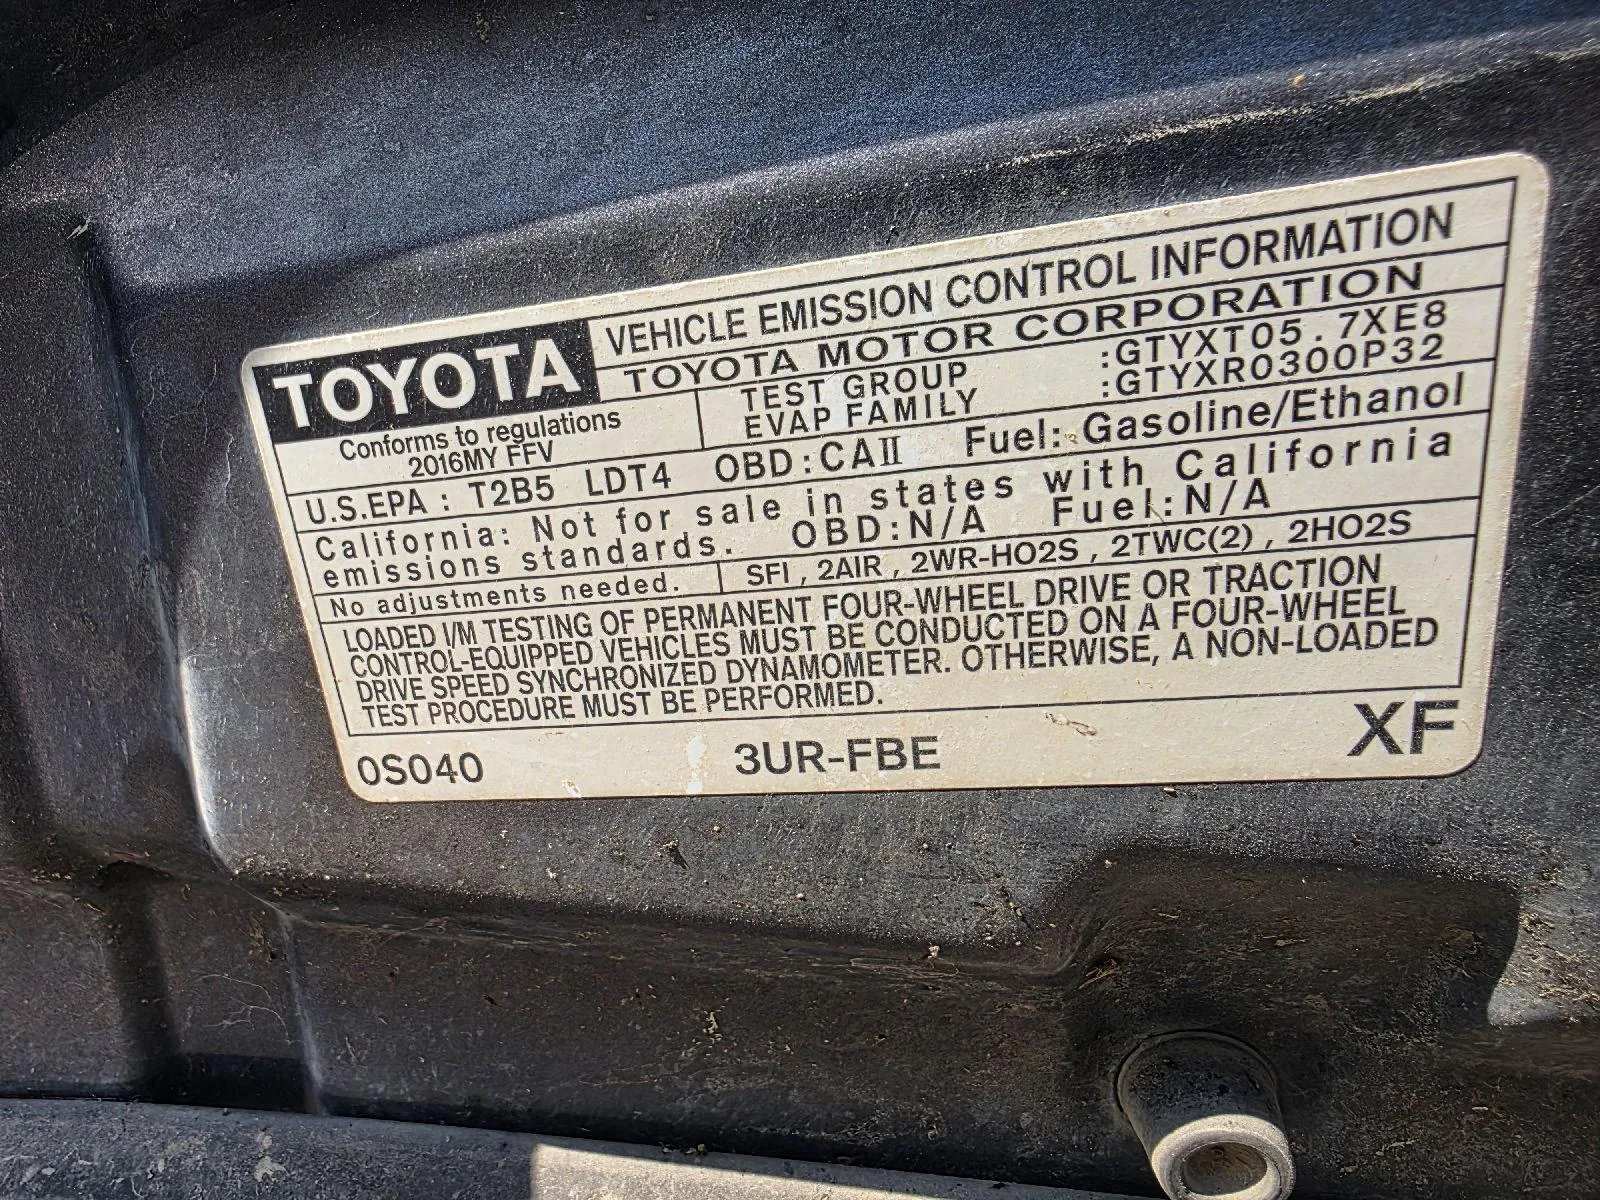 TOYOTA
VEHICLE EMISSION CONTROL INFORMATION
TOYOTA MOTOR CORPORATION
Conforms to regulations
2016MY FFV
TEST GROUP :GTYXT05.7XE8
EVAP FAMILY :GTYXR0300P32
U.S.EPA : T2B5 LDT4 OBD:CAII Fuel: Gasoline/Ethanol
California: Not for sale in states with California
emissions standards. OBD:N/A Fuel:N/A
No adjustments needed. SFI , 2AIR , 2WR-HO2S , 2TWC(2) , 2HO2S
LOADED I/M TESTING OF PERMANENT FOUR-WHEEL DRIVE OR TRACTION
CONTROL-EQUIPPED VEHICLES MUST BE CONDUCTED ON A FOUR-WHEEL
DRIVE SPEED SYNCHRONIZED DYNAMOMETER. OTHERWISE, A NON-LOADED
TEST PROCEDURE MUST BE PERFORMED.
0S040 3UR-FBE XF